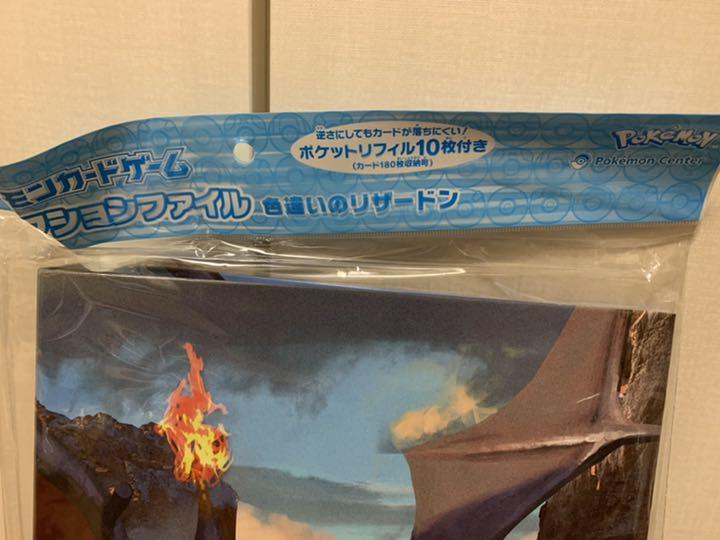 逆さにしてもカードが落ちにくい!
ポケットリフィル10枚付き
(カード180枚収納可)
POKéMON
Pokémon Center
モンカードゲーム
クションファイル 色違いのリザードン